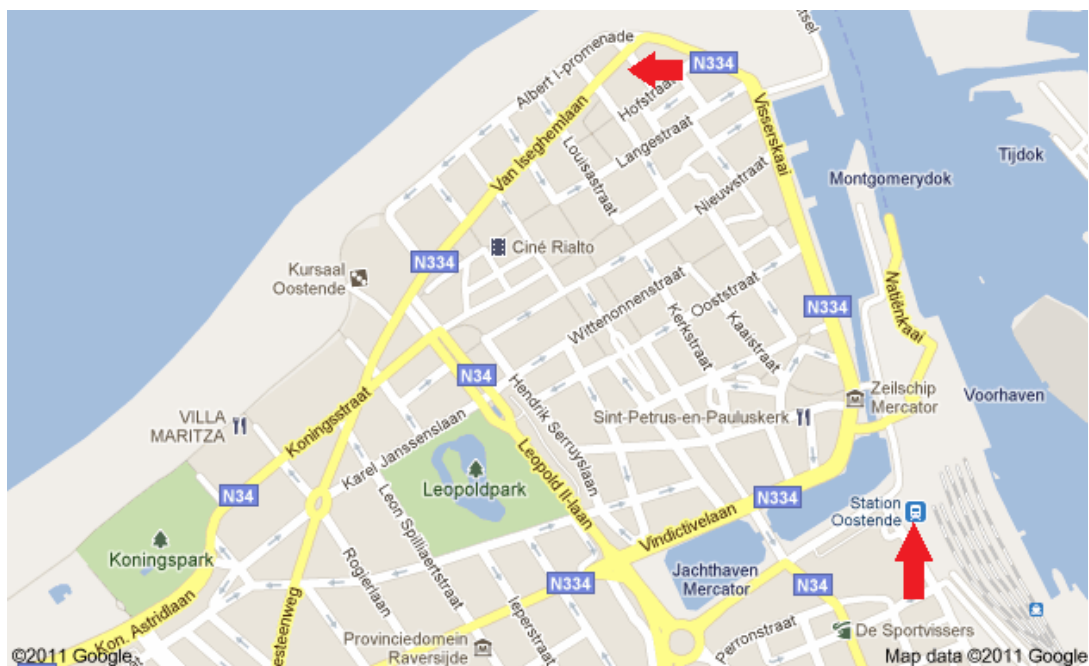 Albert I-promenade
N334
Hofstraat
Langestraat
Visserskaai
Van Iseghemlaan
Louisastraat
Nieuwstraat
Tijdok
Montgomerydok
Ciné Rialto
N334
Kursaal
Oostende
Wittenonnenstraat
Ooststraat
Kerkstraat
Kaaistraat
N334
Natiënkaai
N34
Hendrik Serruyslaan
Zeilschip
Mercator
Voorhaven
VILLA
MARITZA
Koningsstraat
Sint-Petrus-en-Pauluskerk
Karel Janssenslaan
Leopold II-laan
Leopoldpark
N34
N334
Station
Oostende
Vindictivelaan
Leon Spilliaertstraat
Koningspark
Rogierlaan
Jachthaven
Mercator
N334
N34
Kon. Astridlaan
esteenweg
Ieperstraat
Provinciedomein
Raversijde
Perronstraat
De Sportvissers
©2011 Google
Map data ©2011 Google